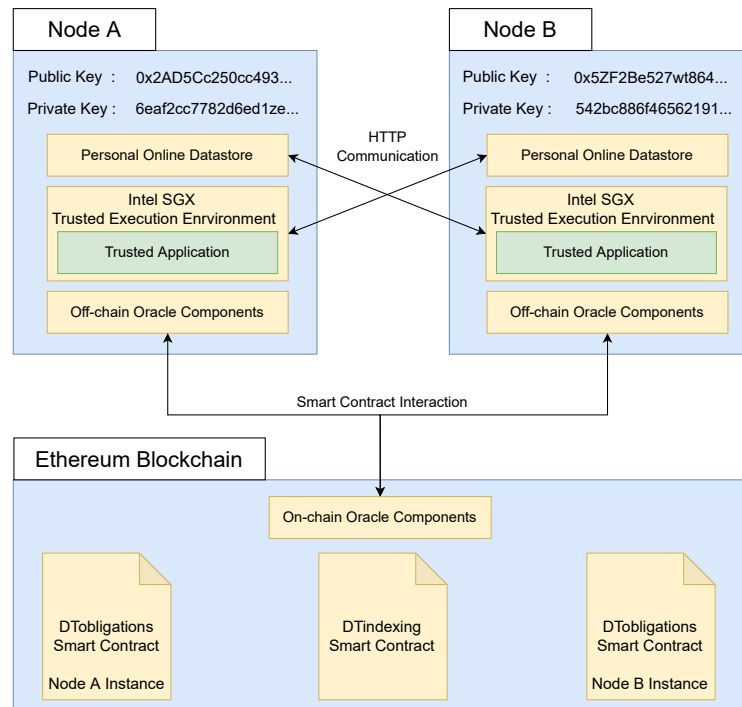 Node A
Node B
Public Key : 0x2AD5Cc250cc493...
Private Key : 6eaf2cc7782d6ed1ze...
Public Key : 0x5ZF2Be527wt864...
Private Key : 542bc886f46562191...
HTTP
Communication
Personal Online Datastore
Personal Online Datastore
Intel SGX
Trusted Execution Enrvironment
Trusted Application
Intel SGX
Trusted Execution Enrvironment
Trusted Application
Off-chain Oracle Components
Off-chain Oracle Components
Smart Contract Interaction
Ethereum Blockchain
On-chain Oracle Components
DTobligations
Smart Contract
Node A Instance
DTindexing
Smart Contract
DTobligations
Smart Contract
Node B Instance